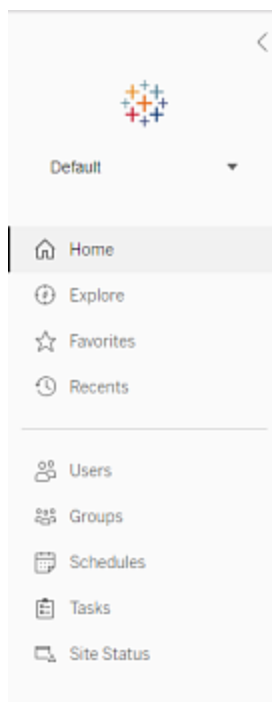 Default
Home
Explore
Favorites
Recents
Users
Groups
Schedules
Tasks
Site Status